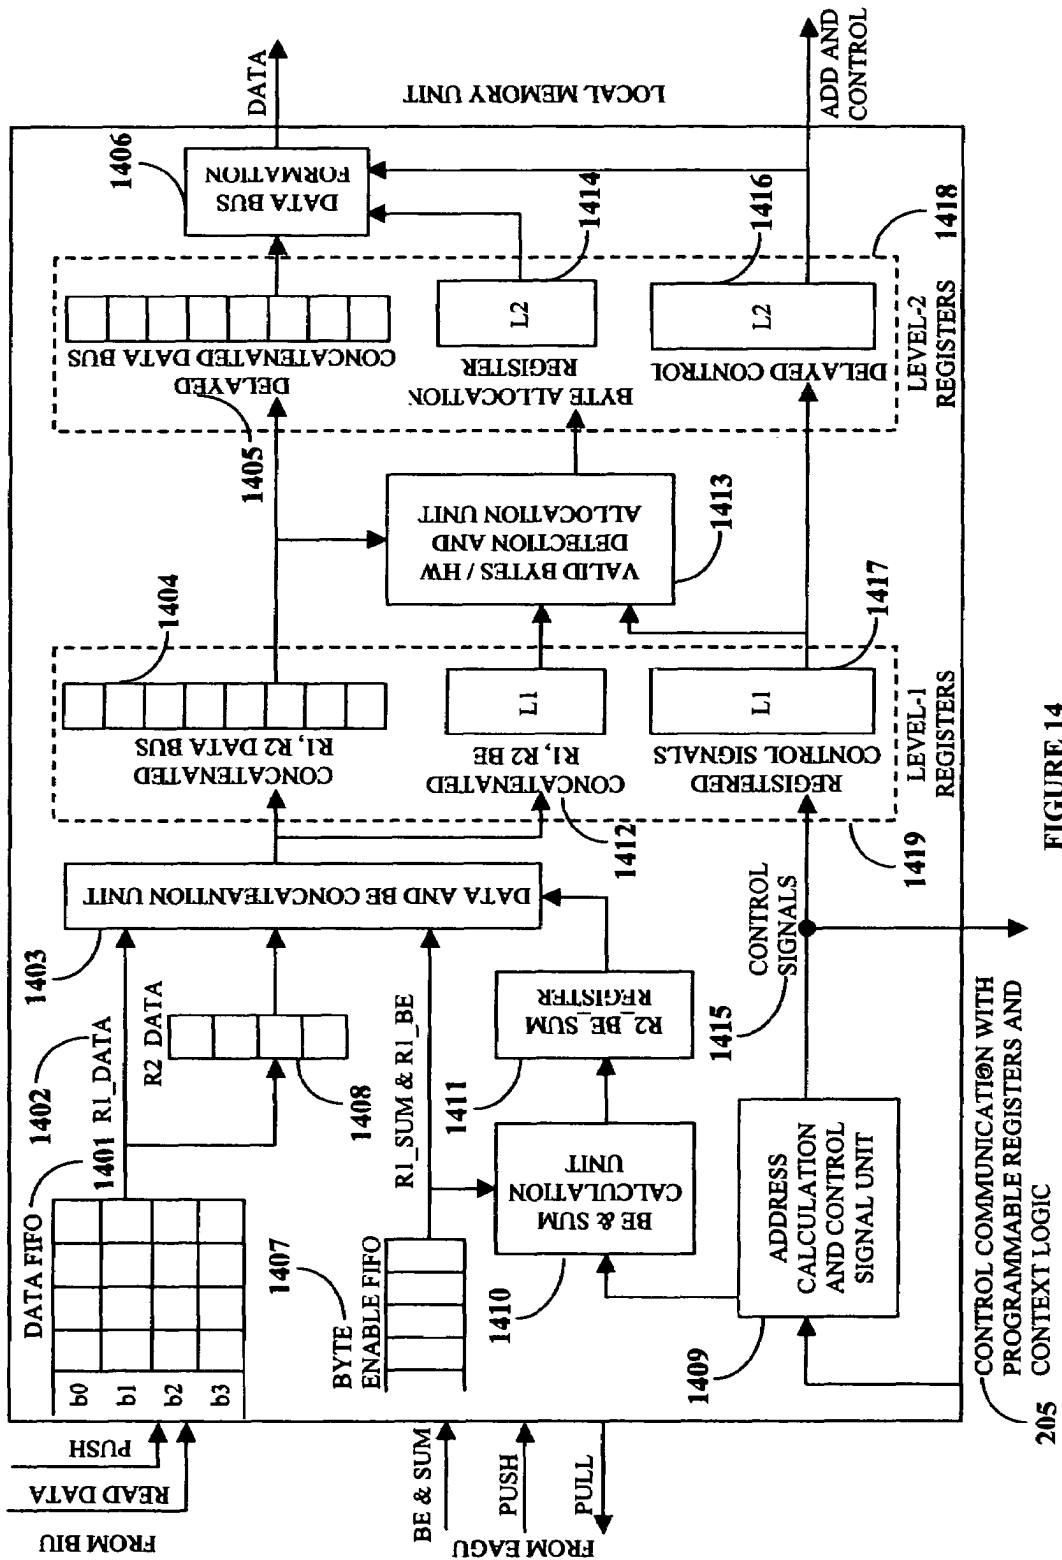 FROM BIU
READ DATA
PUSH
BE & SUM
PUSH
PULL
FROM EAGU
DATA FIFO
1401
b0
b1
b2
b3
1402
R1_DATA
R2 DATA
1408
1403
DATA AND BE CONCATEANTION UNIT
BYTE
ENABLE FIFO
1407
R1_SUM & R1_BE
BE & SUM
CALCULATION
UNIT
1410
R2_BE_SUM
REGISTER
1411
ADDRESS
CALCULATION
AND CONTROL
SIGNAL UNIT
1409
1415
CONTROL
SIGNALS
CONCATENATED
R1, R2 DATA BUS
1404
CONCATENATED
R1, R2 BE
L1
1412
REGISTERED
CONTROL SIGNALS
L1
1417
LEVEL-1
REGISTERS
1419
VALID BYTES / HW
DETECTION AND
ALLOCATION UNIT
1413
1405
DELAYED
CONCATENATED DATA BUS
BYTE ALLOCATION
REGISTER
L2
1414
DELAYED CONTROL
L2
1416
LEVEL-2
REGISTERS
1418
DATA BUS
FORMATION
1406
DATA
LOCAL MEMORY UNIT
ADD AND
CONTROL
205
CONTROL COMMUNICATION WITH
PROGRAMMABLE REGISTERS AND
CONTEXT LOGIC
FIGURE 14